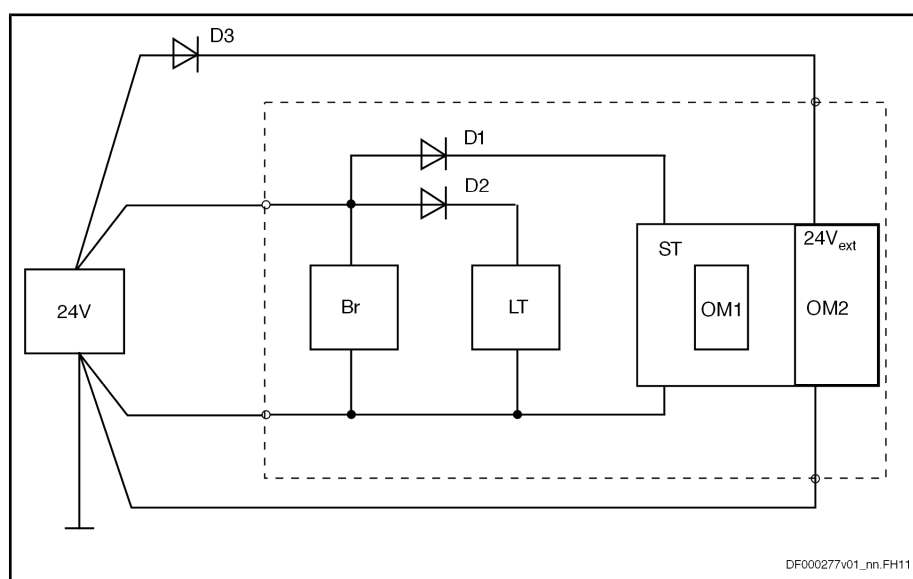 D3
D1
D2
24V
Br
LT
ST
OM1
24Vext
OM2
DF000277v01_nn.FH11